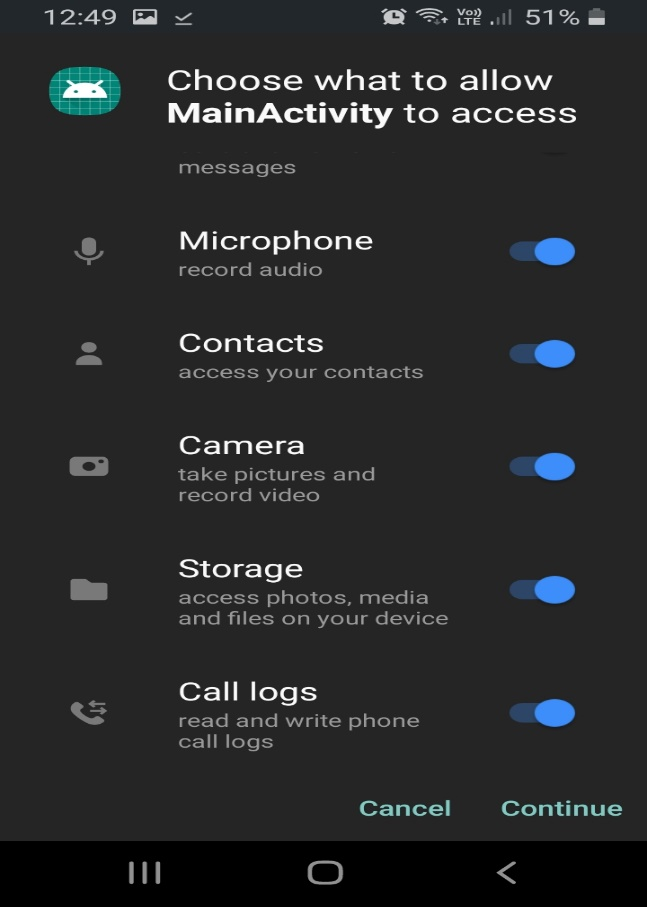 12:49
Vo)) LTE
51%
Choose what to allow
MainActivity to access
messages
Microphone
record audio
Contacts
access your contacts
Camera
take pictures and
record video
Storage
access photos, media
and files on your device
Call logs
read and write phone
call logs
Cancel
Continue